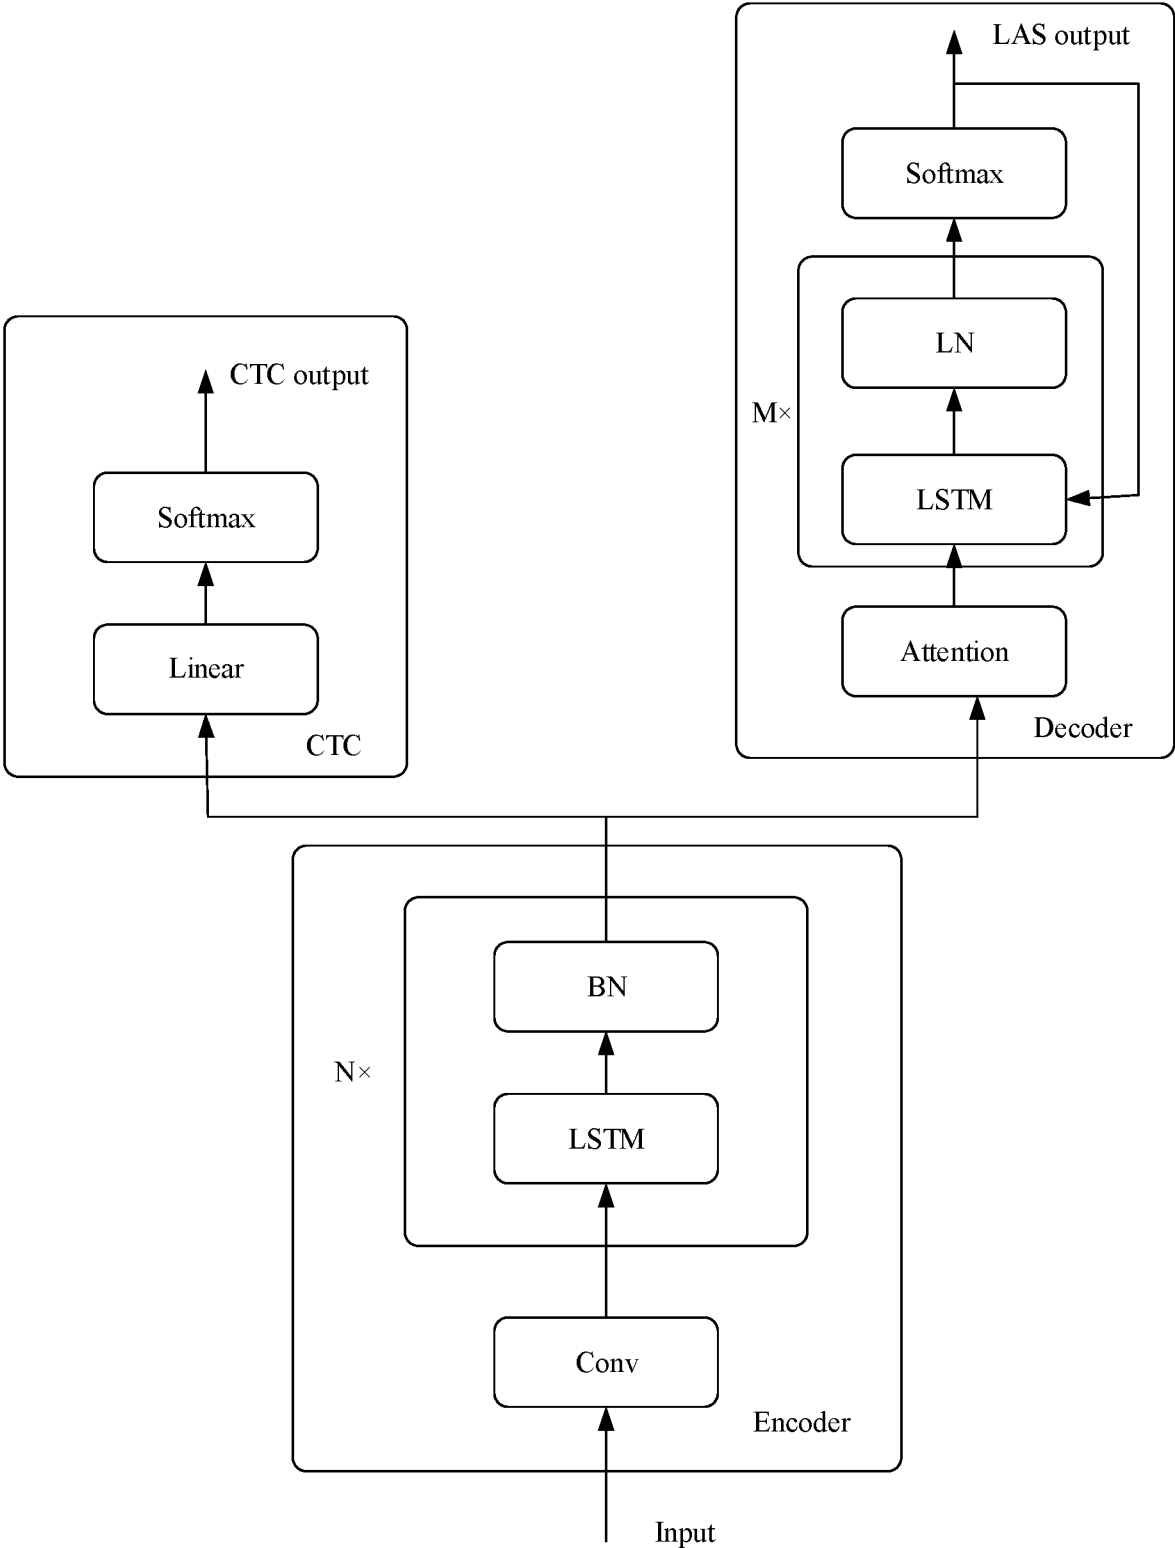 LAS output
Softmax
LN
M×
LSTM
Attention
Decoder
CTC output
Softmax
Linear
CTC
BN
N×
LSTM
Conv
Encoder
Input